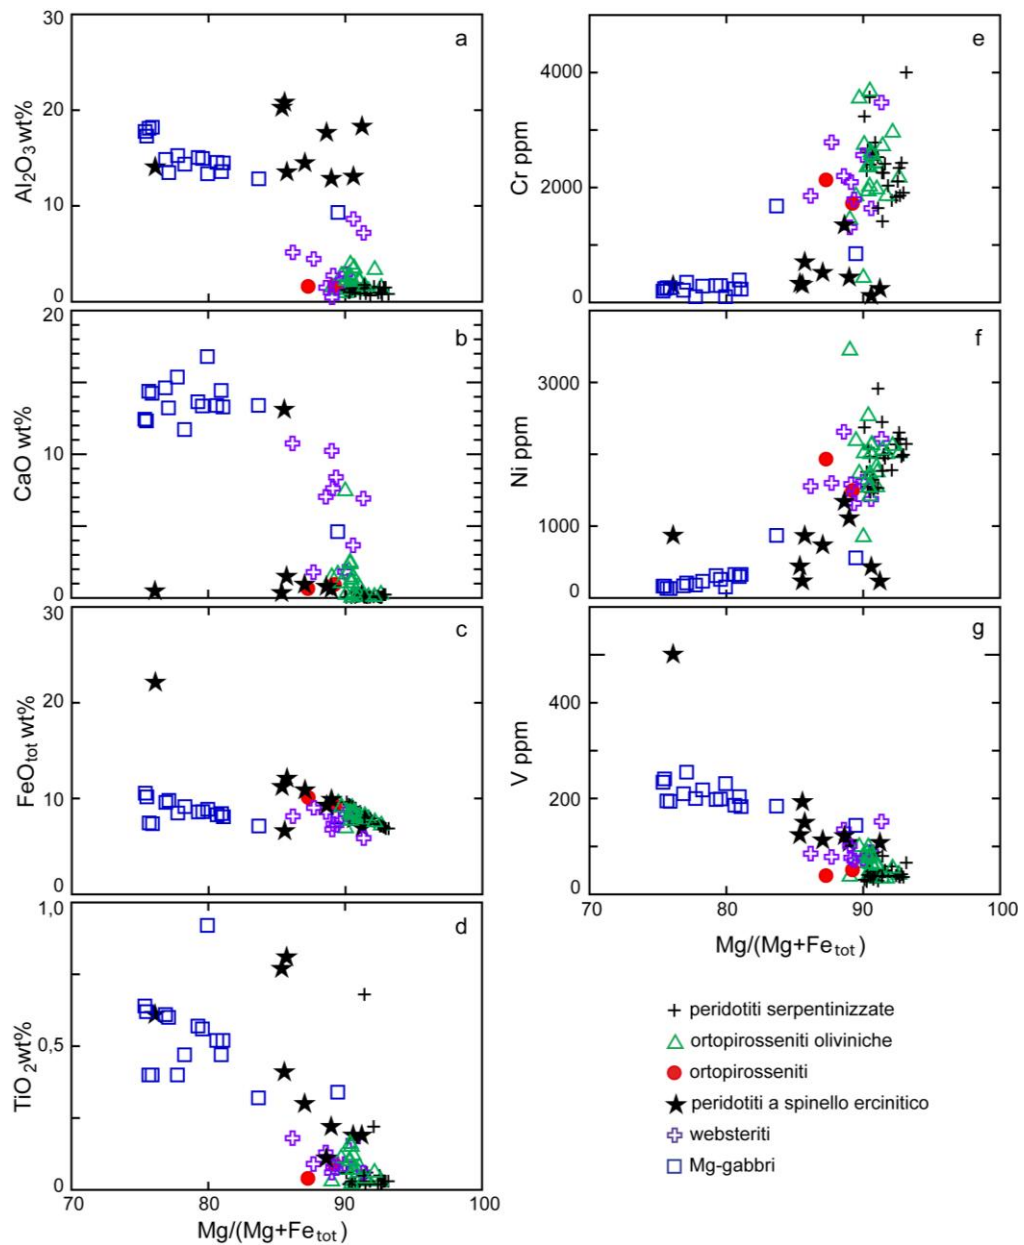 a
30
20
10
0
Al2O3 wt%
b
20
10
0
CaO wt%
c
30
20
10
0
FeOtot wt%
d
1,0
0,5
0
TiO2wt%
70 80 90 100
Mg/(Mg+Fetot)
e
4000
2000
0
Cr ppm
f
3000
1000
0
Ni ppm
g
400
200
0
V ppm
70 80 90 100
Mg/(Mg+Fetot)
peridotiti serpentinizzate
ortopirosseniti oliviniche
ortopirosseniti
peridotiti a spinello ercinitico
websteriti
Mg-gabbri